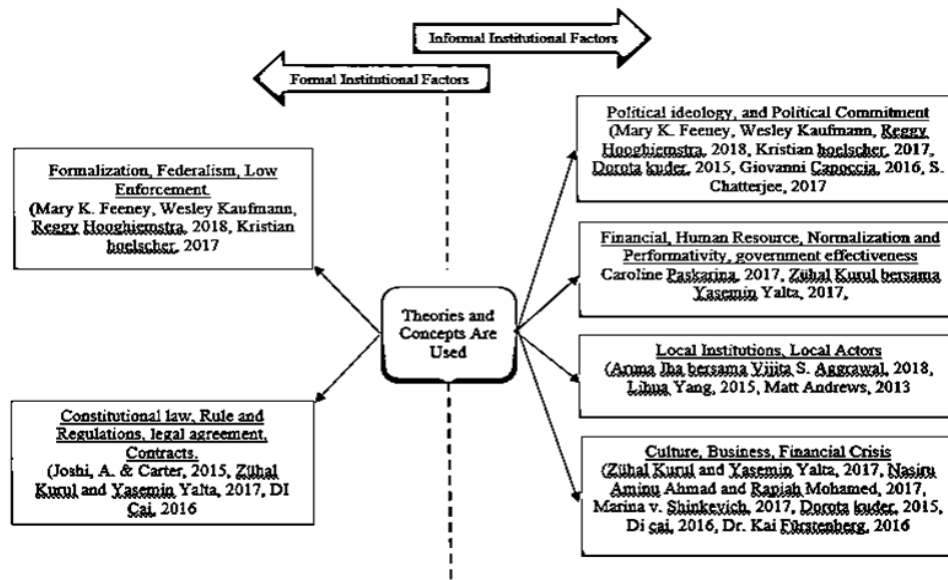 Informal Institutional Factors
Formal Institutional Factors
Formalization, Federalism, Low
Enforcement.
(Mary K. Feeney, Wesley Kaufmann,
Reggy Hooghiemstra, 2018, Kristian
hoelscher, 2017
Constitutional law, Rule and
Regulations, legal agreement,
Contracts.
(Joshi, A. & Carter, 2015, Zühal
Kurul and Yasemin Yalta, 2017, DI
Cai, 2016
Theories and
Concepts Are
Used
Political ideology, and Political Commitment
(Mary K. Feeney, Wesley Kaufmann, Reggy
Hooghiemstra, 2018, Kristian hoelscher, 2017,
Dorota kuder, 2015, Giovanni Capoccia, 2016, S.
Chatterjee, 2017
Financial, Human Resource, Normalization and
Performativity, government effectiveness
Caroline Paskarina, 2017, Zühal Kurul bersama
Yasemin Yalta, 2017,
Local Institutions, Local Actors
(Aruna Jha bersama Vijita S. Aggrawal, 2018,
Lihua Yang, 2015, Matt Andrews, 2013
Culture, Business, Financial Crisis
(Zühal Kurul and Yasemin Yalta, 2017, Nasiru
Aminu Ahmad and Rapiah Mohamed, 2017,
Marina v. Shinkevich, 2017, Dorota kuder, 2015,
Di cai, 2016, Dr. Kai Fürstenberg, 2016